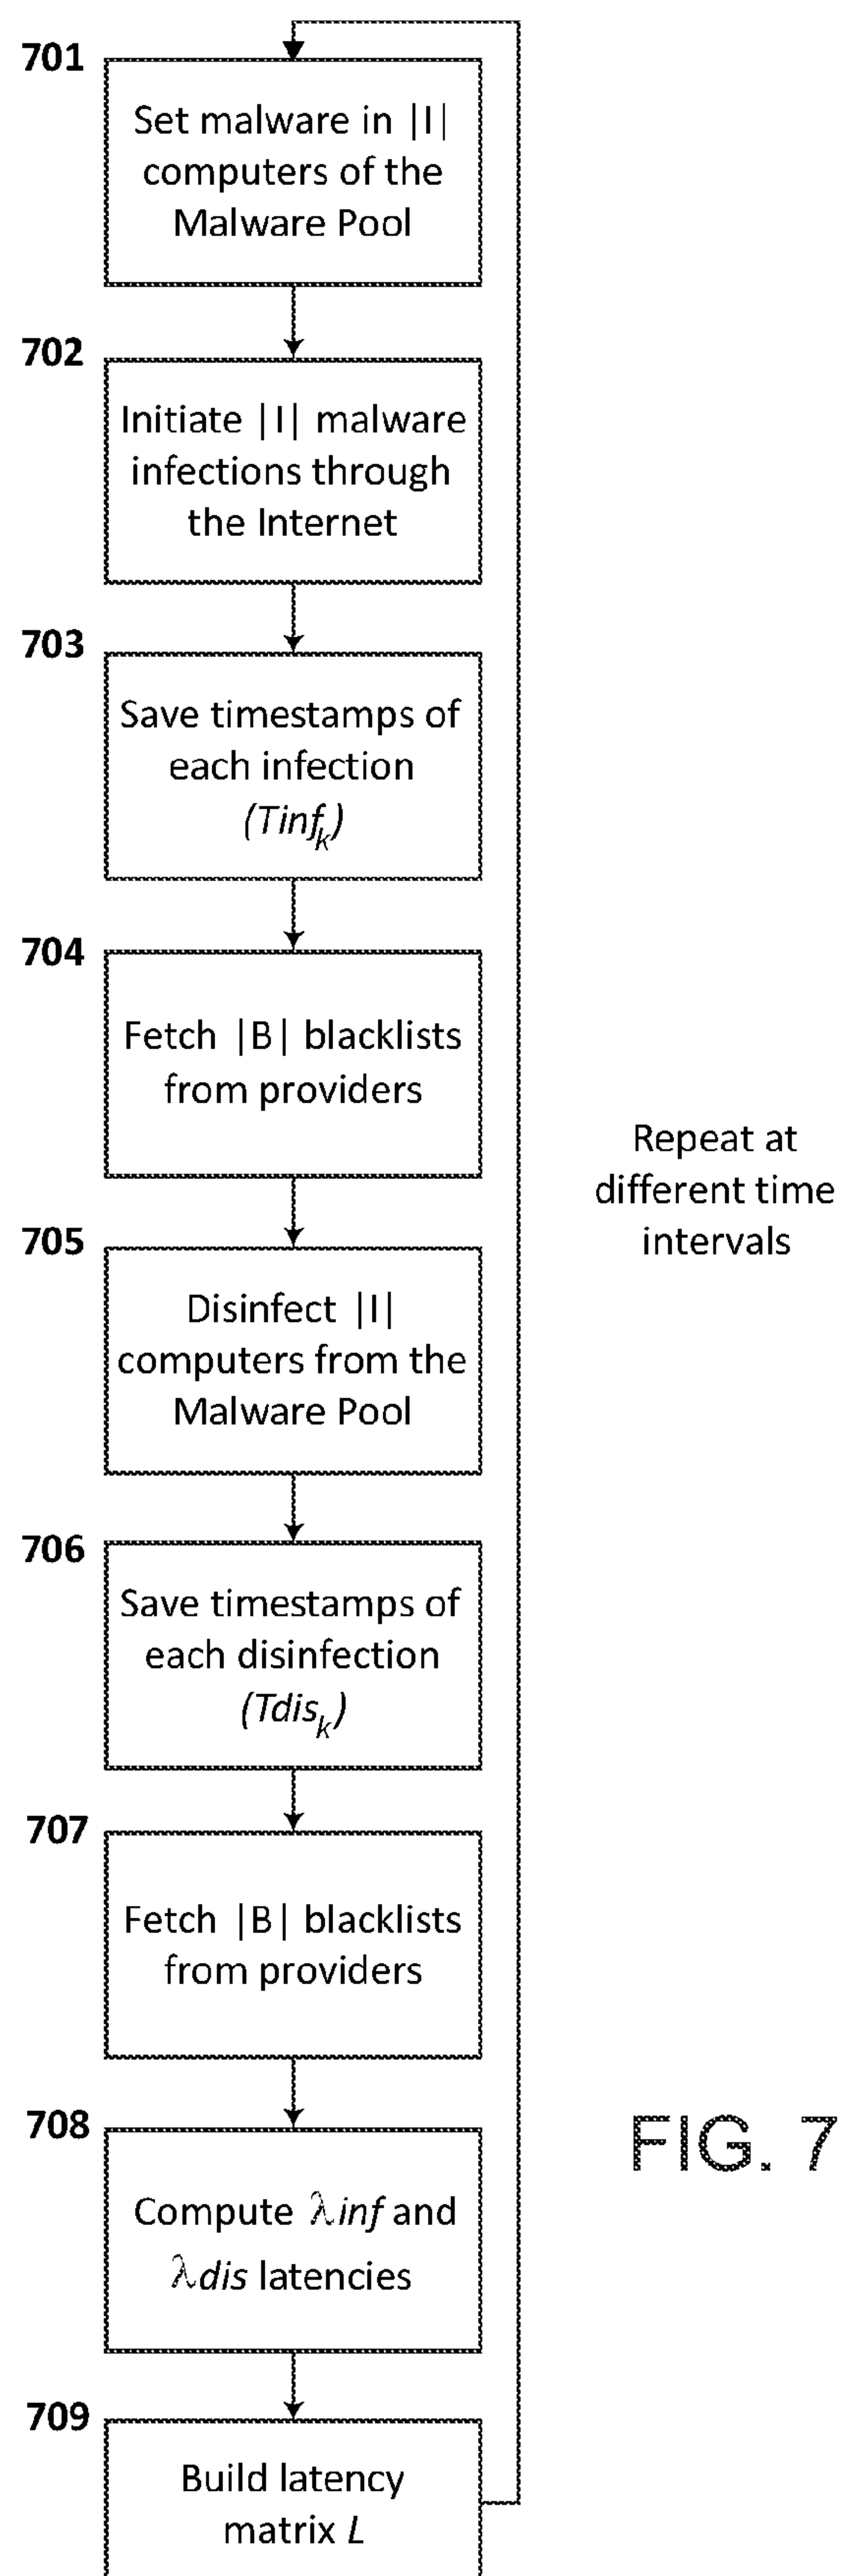 701
Set malware in |I|
computers of the
Malware Pool
702
Initiate |I| malware
infections through
the Internet
703
Save timestamps of
each infection
(Tinfk)
704
Fetch |B| blacklists
from providers
705
Disinfect |I|
computers from the
Malware Pool
706
Save timestamps of
each disinfection
(Tdisk)
707
Fetch |B| blacklists
from providers
708
Compute λinf and
λdis latencies
709
Build latency
matrix L
Repeat at
different time
intervals
FIG. 7